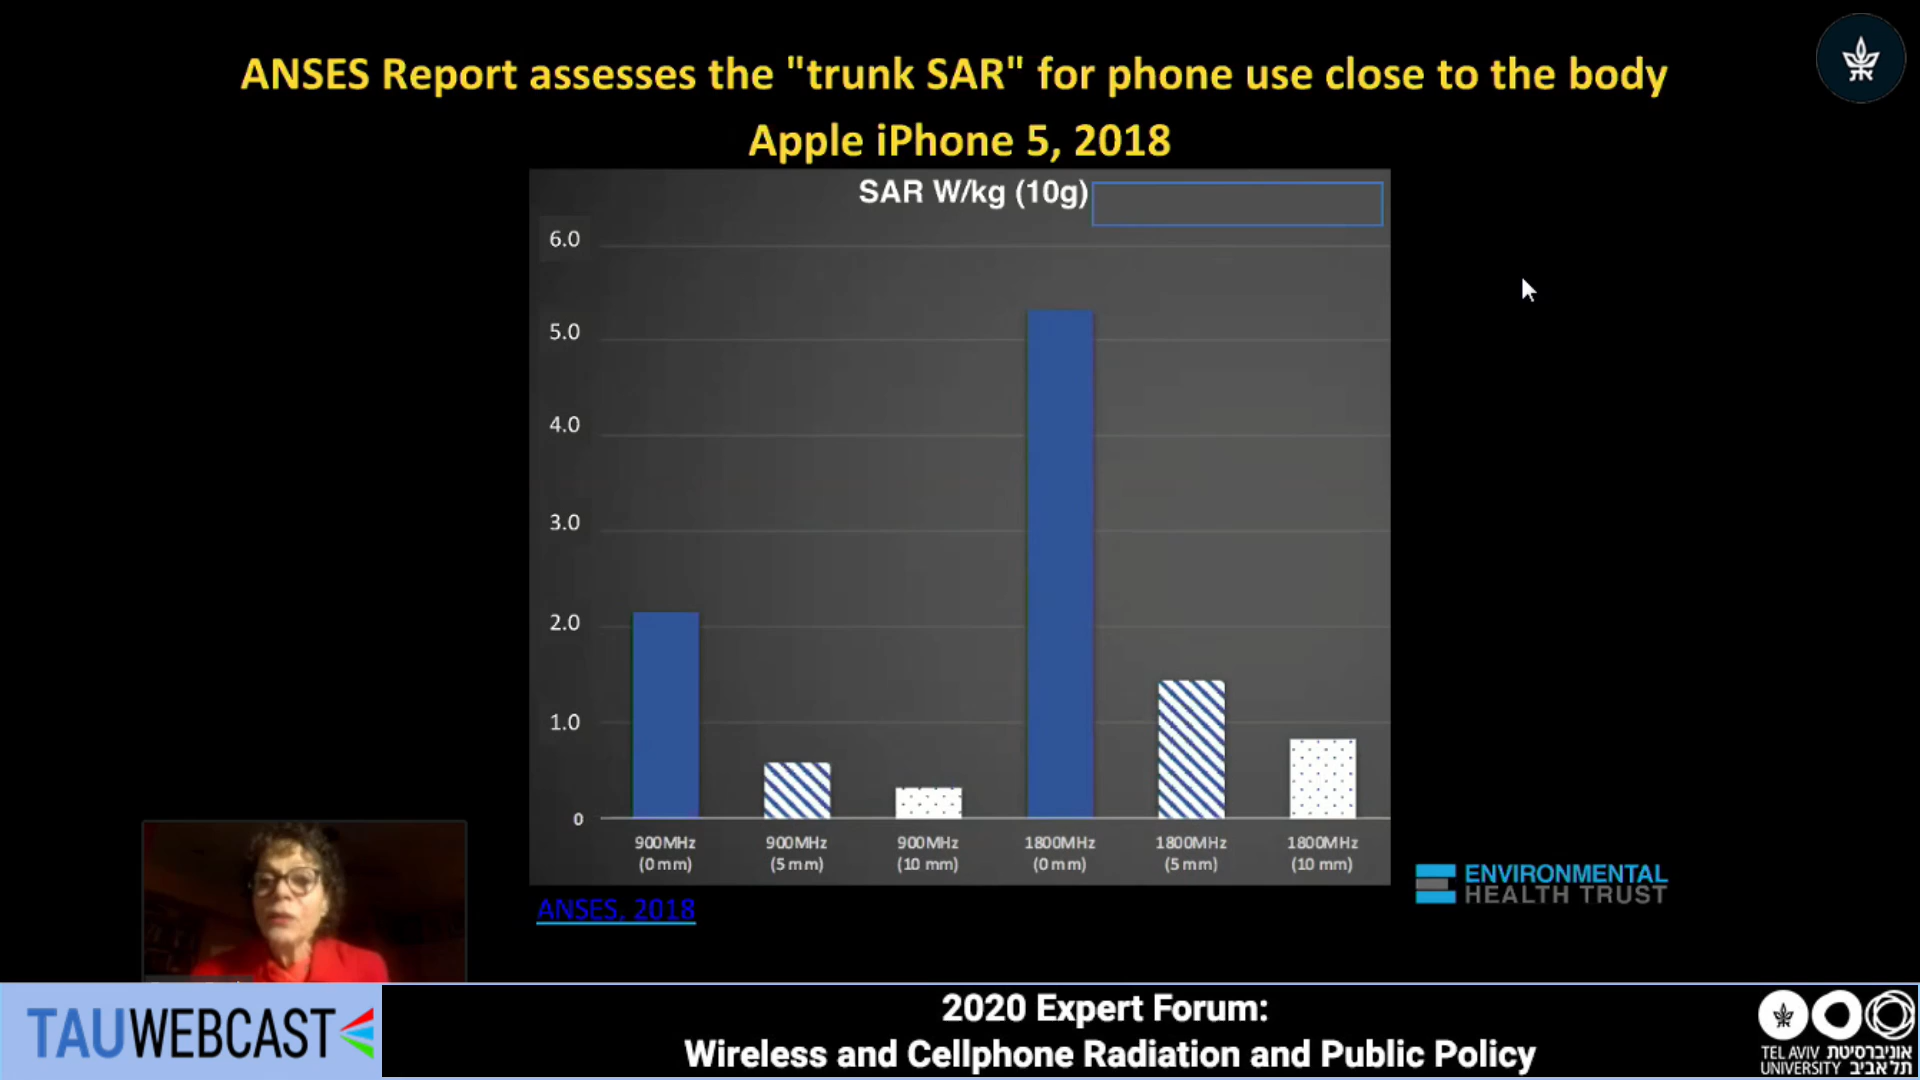 ANSES Report assesses the "trunk SAR" for phone use close to the body
Apple iPhone 5, 2018
SAR W/kg (10g)
6.0
5.0
4.0
3.0
2.0
1.0
0
900MHz (0 mm)
900MHz (5 mm)
900MHz (10 mm)
1800MHz (0 mm)
1800MHz (5 mm)
1800MHz (10 mm)
ANSES, 2018
ENVIRONMENTAL
HEALTH TRUST
TAUWEBCAST
2020 Expert Forum:
Wireless and Cellphone Radiation and Public Policy
TEL AVIV אוניברסיטת
UNIVERSITY תל אביב